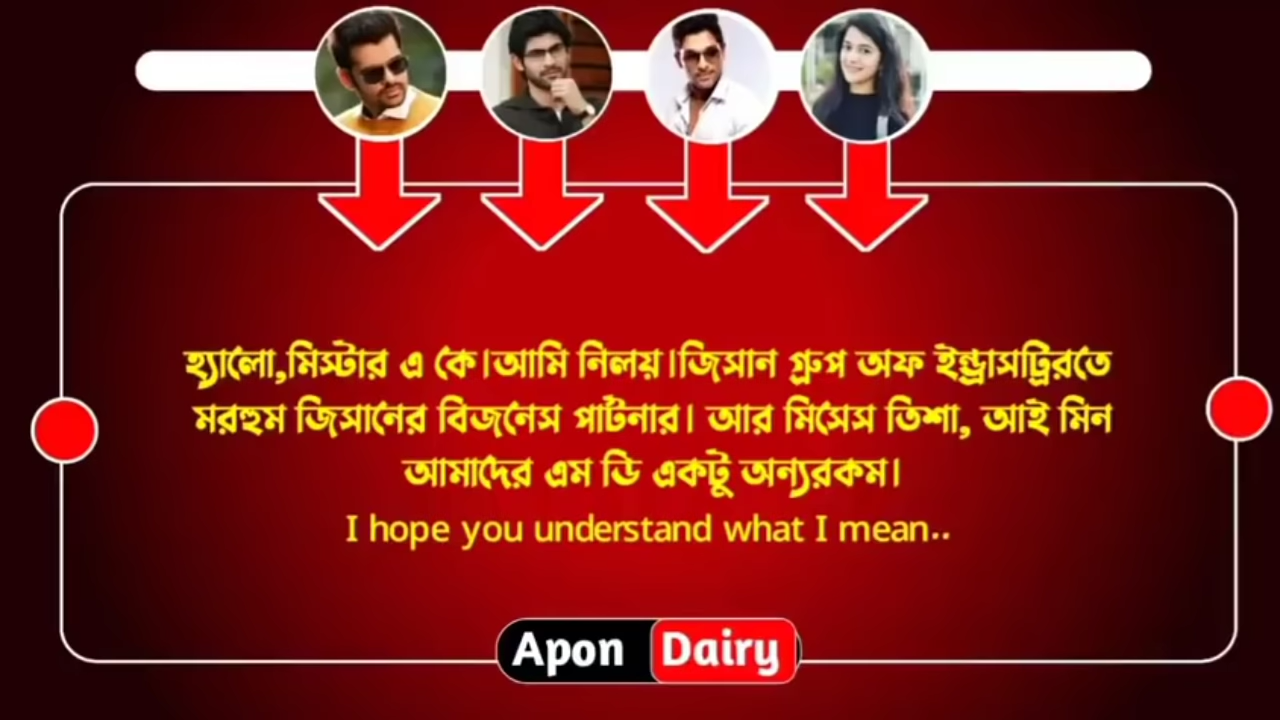 হ্যালো,মিস্টার এ কে।আমি নিলয়।জিসান গ্রুপ অফ ইন্ড্রাসট্রিরতে
মরহুম জিসানের বিজনেস পার্টনার। আর মিসেস তিশা, আই মিন
আমাদের এম ডি একটু অন্যরকম।
I hope you understand what I mean..
Apon Dairy